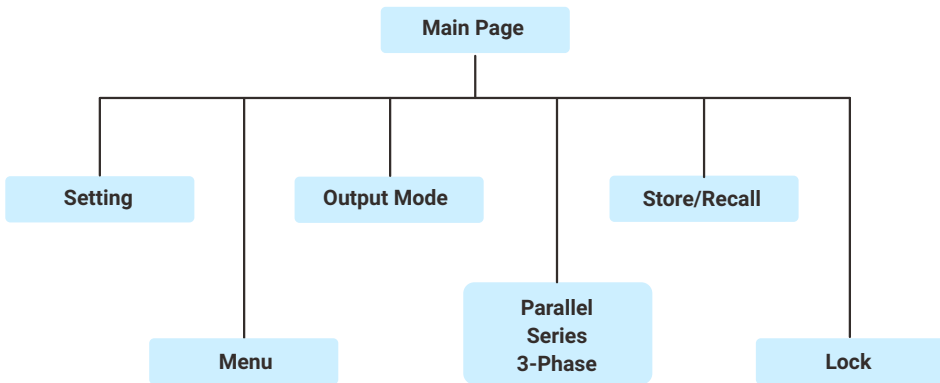 Main Page
Setting
Output Mode
Store/Recall
Parallel
Series
3-Phase
Menu
Lock